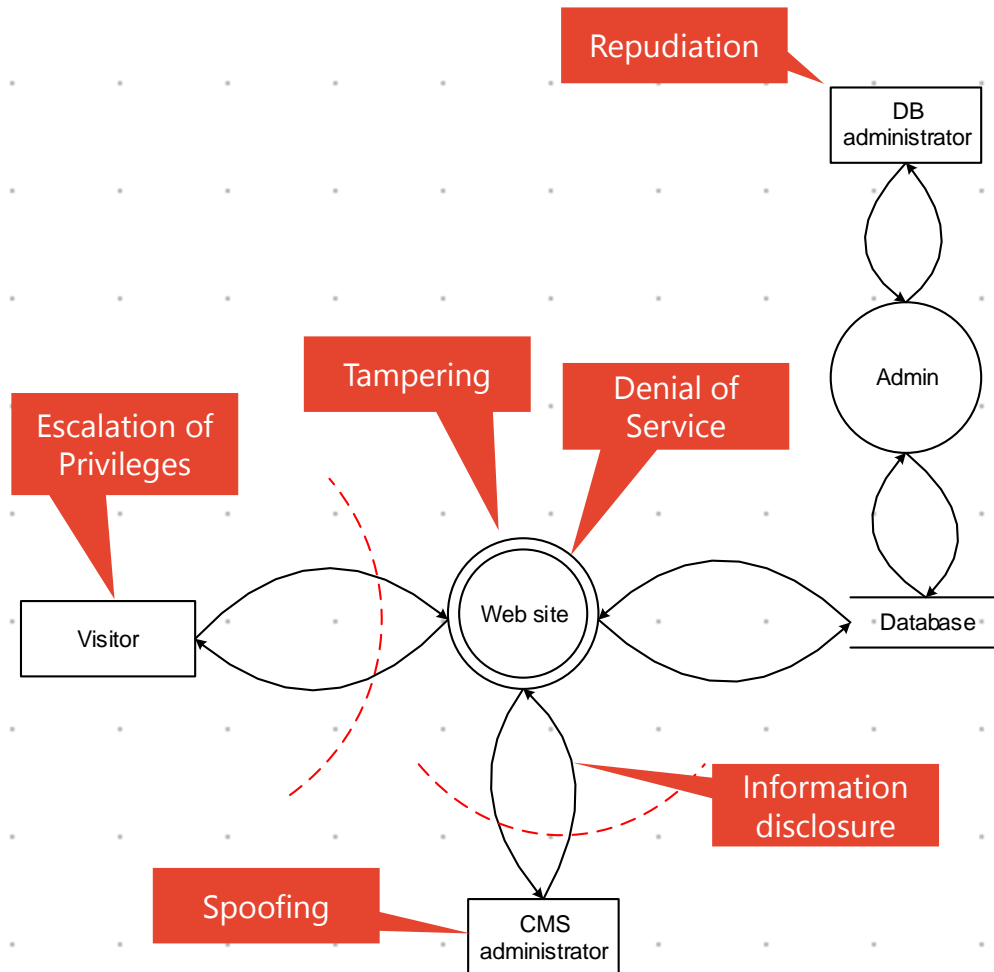 Repudiation
DB
administrator
Admin
Tampering
Denial of
Service
Escalation of
Privileges
Visitor
Web site
Database
Information
disclosure
Spoofing
CMS
administrator